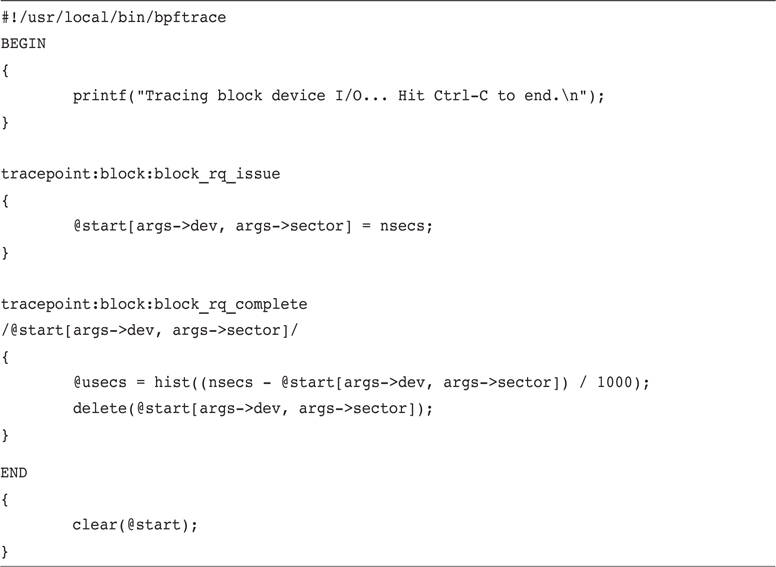 #!/usr/local/bin/bpftrace
BEGIN
{
        printf("Tracing block device I/O... Hit Ctrl-C to end.\n");
}

tracepoint:block:block_rq_issue
{
        @start[args->dev, args->sector] = nsecs;
}

tracepoint:block:block_rq_complete
/@start[args->dev, args->sector]/
{
        @usecs = hist((nsecs - @start[args->dev, args->sector]) / 1000);
        delete(@start[args->dev, args->sector]);
}

END
{
        clear(@start);
}